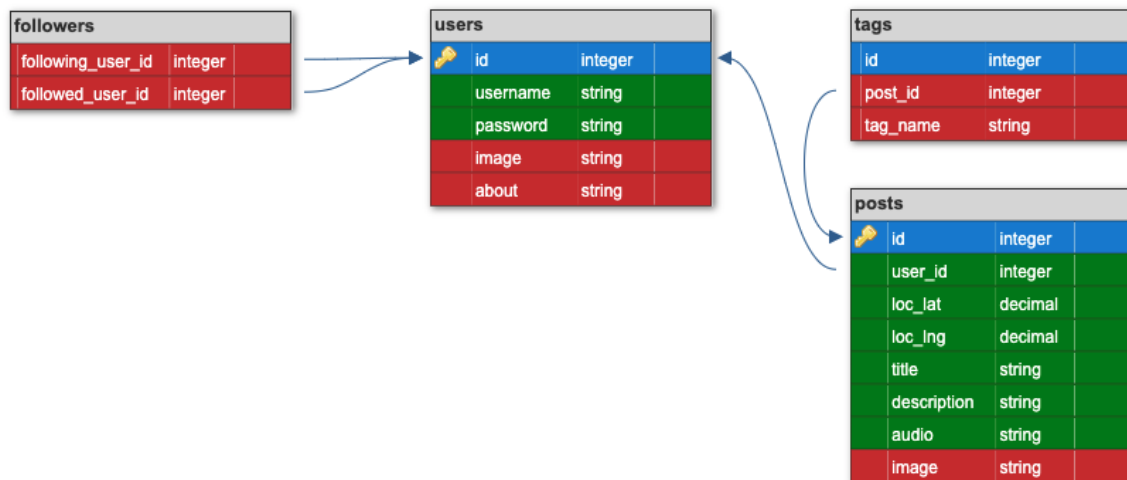 followers
following_user_id integer
followed_user_id integer
users
id integer
username string
password string
image string
about string
tags
id integer
post_id integer
tag_name string
posts
id integer
user_id integer
loc_lat decimal
loc_lng decimal
title string
description string
audio string
image string